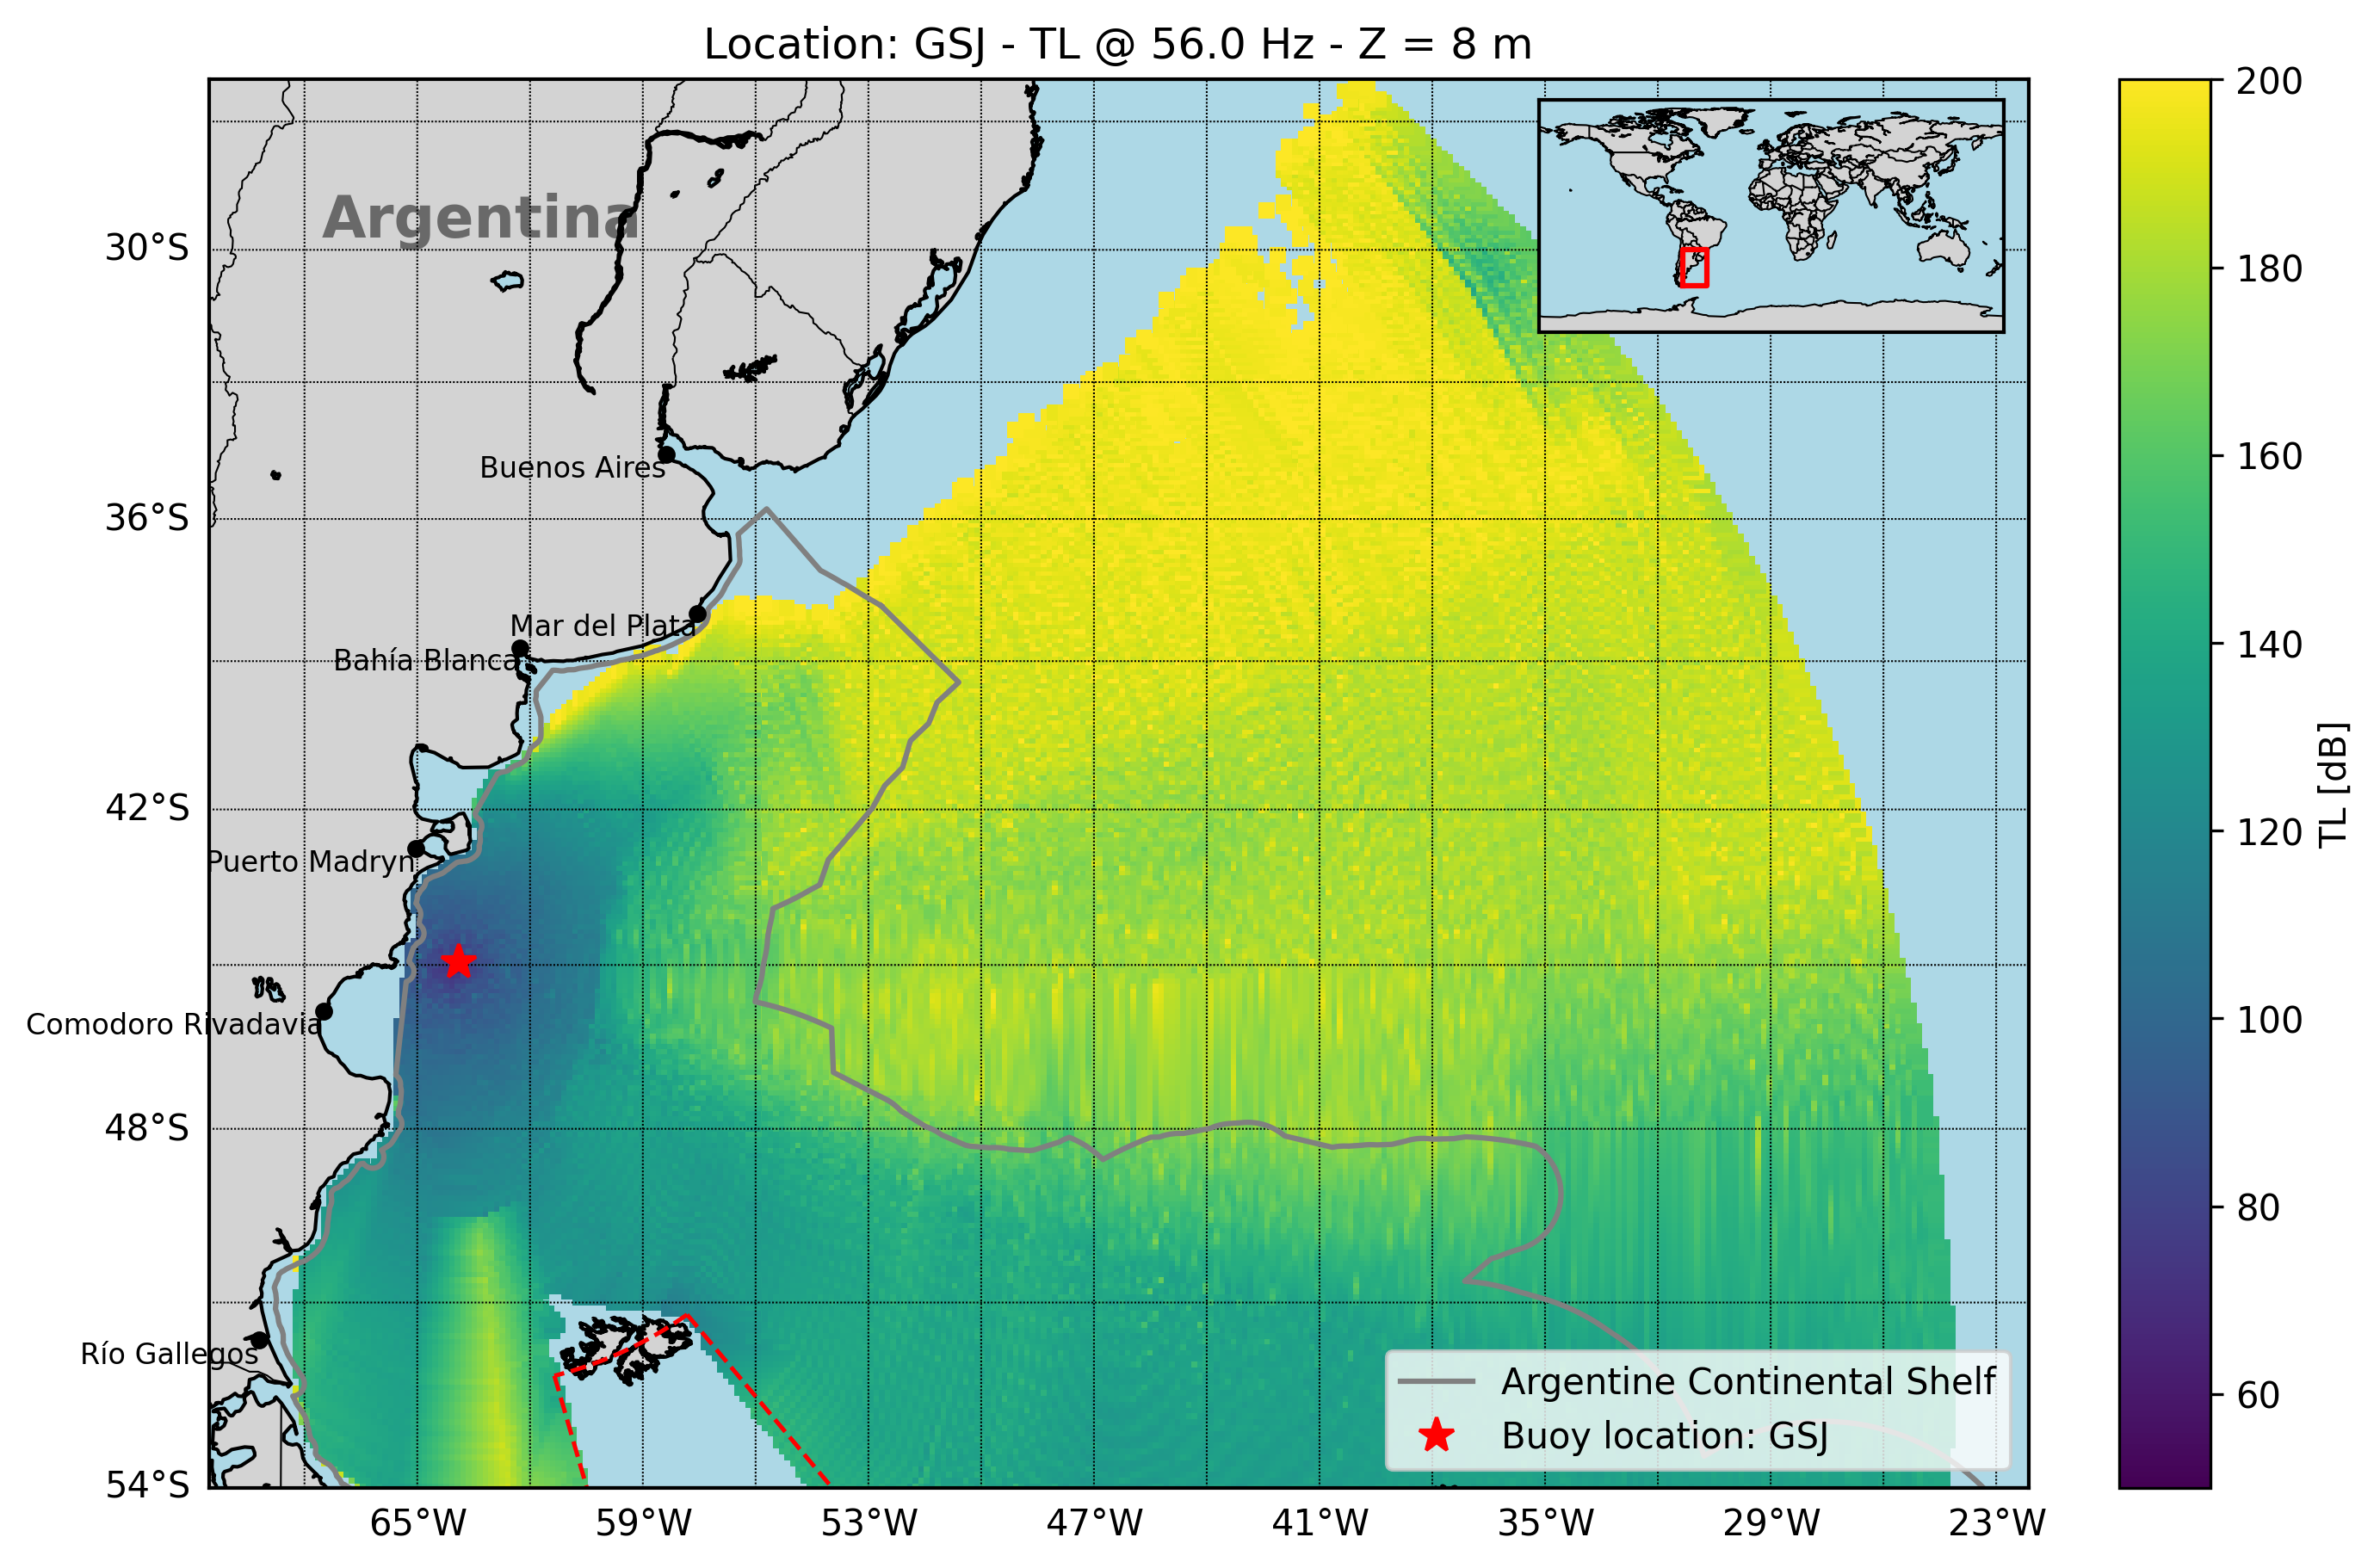 Location: GSJ - TL @ 56.0 Hz - Z = 8 m
Argentina
30°S
Buenos Aires
36°S
Mar del Plata
Bahía Blanca
42°S
Puerto Madryn
Comodoro Rivadavia
48°S
Río Gallegos
54°S
65°W
59°W
53°W
47°W
41°W
35°W
29°W
23°W
Argentine Continental Shelf
Buoy location: GSJ
200
180
160
140
120
100
80
60
TL [dB]